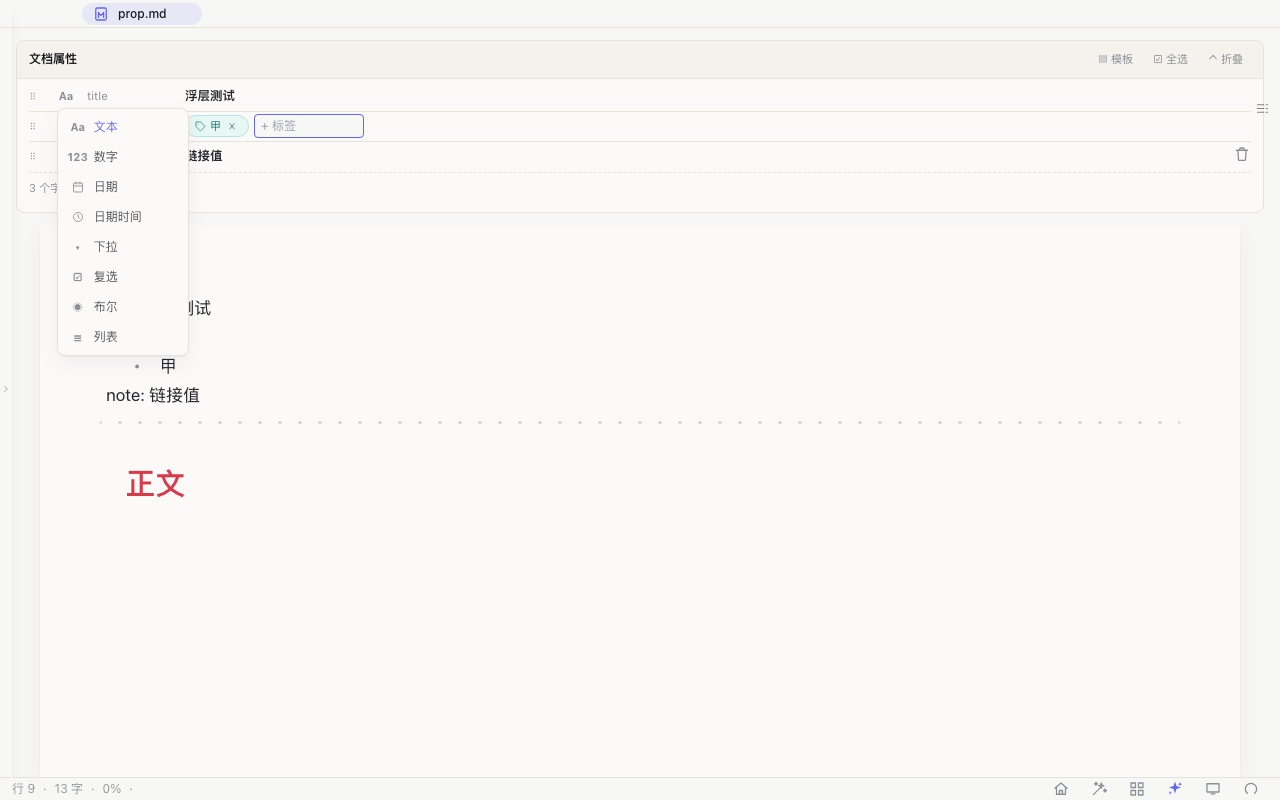 prop.md
文档属性 模板 全选 折叠
Aa title 浮层测试
Aa 文本 甲 × + 标签
123 数字 链接值
日期
3 个字
日期时间
下拉
复选
布尔
测试
列表
甲
note: 链接值
正文
行 9 · 13 字 · 0% ·